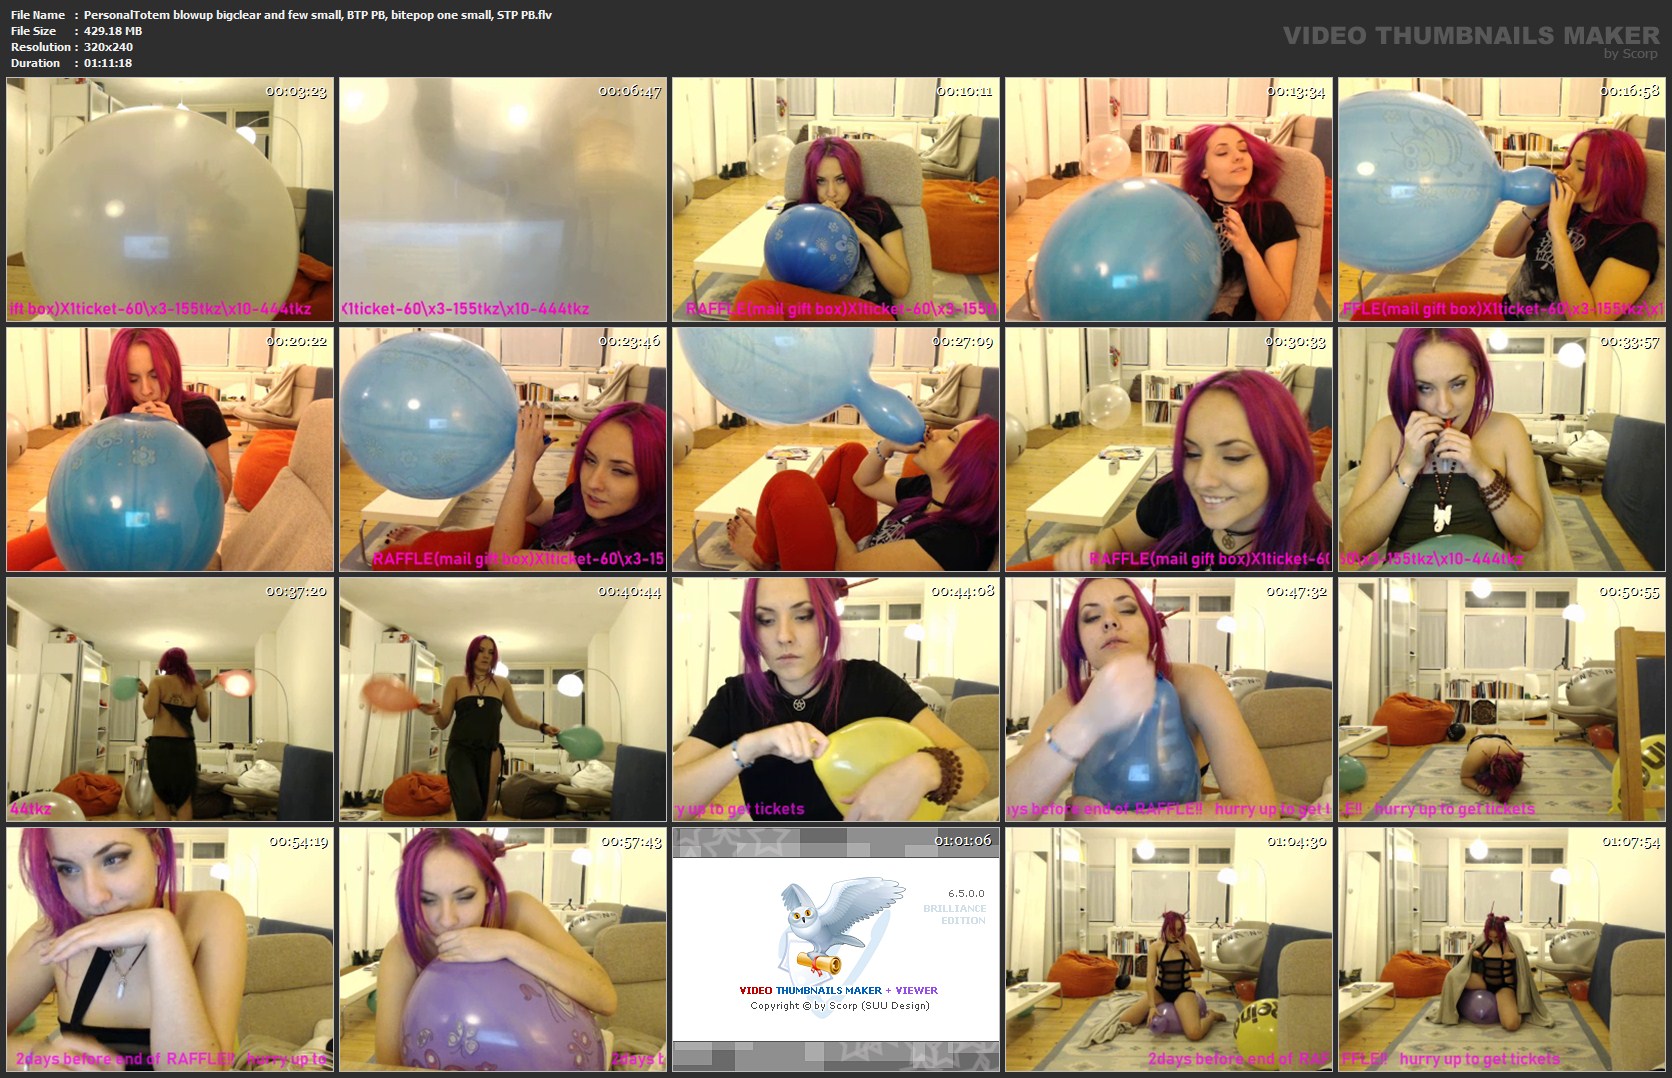 File Name : PersonalTotem blowup bigclear and few small, BTP PB, bitepop one small, STP PB.flv
File Size : 429.18 MB
Resolution : 320x240
Duration : 01:11:18
VIDEO THUMBNAILS MAKER
by Scorp
00:03:23
ift box)X1ticket-60\x3-155tkz\x10-444tkz
00:06:47
X1ticket-60\x3-155tkz\x10-444tkz
00:10:11
RAFFLE(mail gift box)X1ticket-60\x3-155t
00:13:34
00:16:58
FFLE(mail gift box)X1ticket-60\x3-155tkz\x1
00:20:22
00:23:46
RAFFLE(mail gift box)X1ticket-60\x3-15
00:27:09
00:30:33
RAFFLE(mail gift box)X1ticket-60
00:33:57
60\x3-155tkz\x10-444tkz
00:37:20
44tkz
00:40:44
00:44:08
y up to get tickets
00:47:32
ays before end of RAFFLE!! hurry up to get t
00:50:55
E!! hurry up to get tickets
00:54:19
2days before end of RAFFLE!! hurry up to
00:57:43
2days b
01:01:06
6.5.0.0
BRILLIANCE
EDITION
VIDEO THUMBNAILS MAKER + VIEWER
Copyright © by Scorp (SUU Design)
01:04:30
2days before end of RAF
01:07:54
FFLE!! hurry up to get tickets